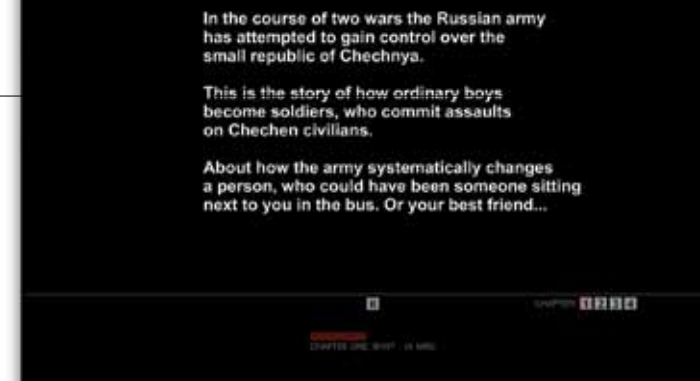 In the course of two wars the Russian army
has attempted to gain control over the
small republic of Chechnya.
This is the story of how ordinary boys
become soldiers, who commit assaults
on Chechen civilians.
About how the army systematically changes
a person, who could have been someone sitting
next to you in the bus. Or your best friend...
CHAPTER 1 2 3 4
CHAPTER ONE